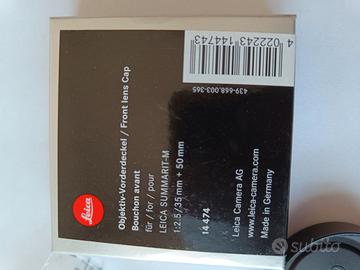 Leica
Objektiv-Vorderdeckel / Front lens Cap
Bouchon avant
für / for / pour
LEICA SUMMARIT-M
1:2.5/35 mm + 50 mm
14 474
Leica Camera AG
www.leica-camera.com
Made in Germany
439-668.003-365
4 022243 144743
subito